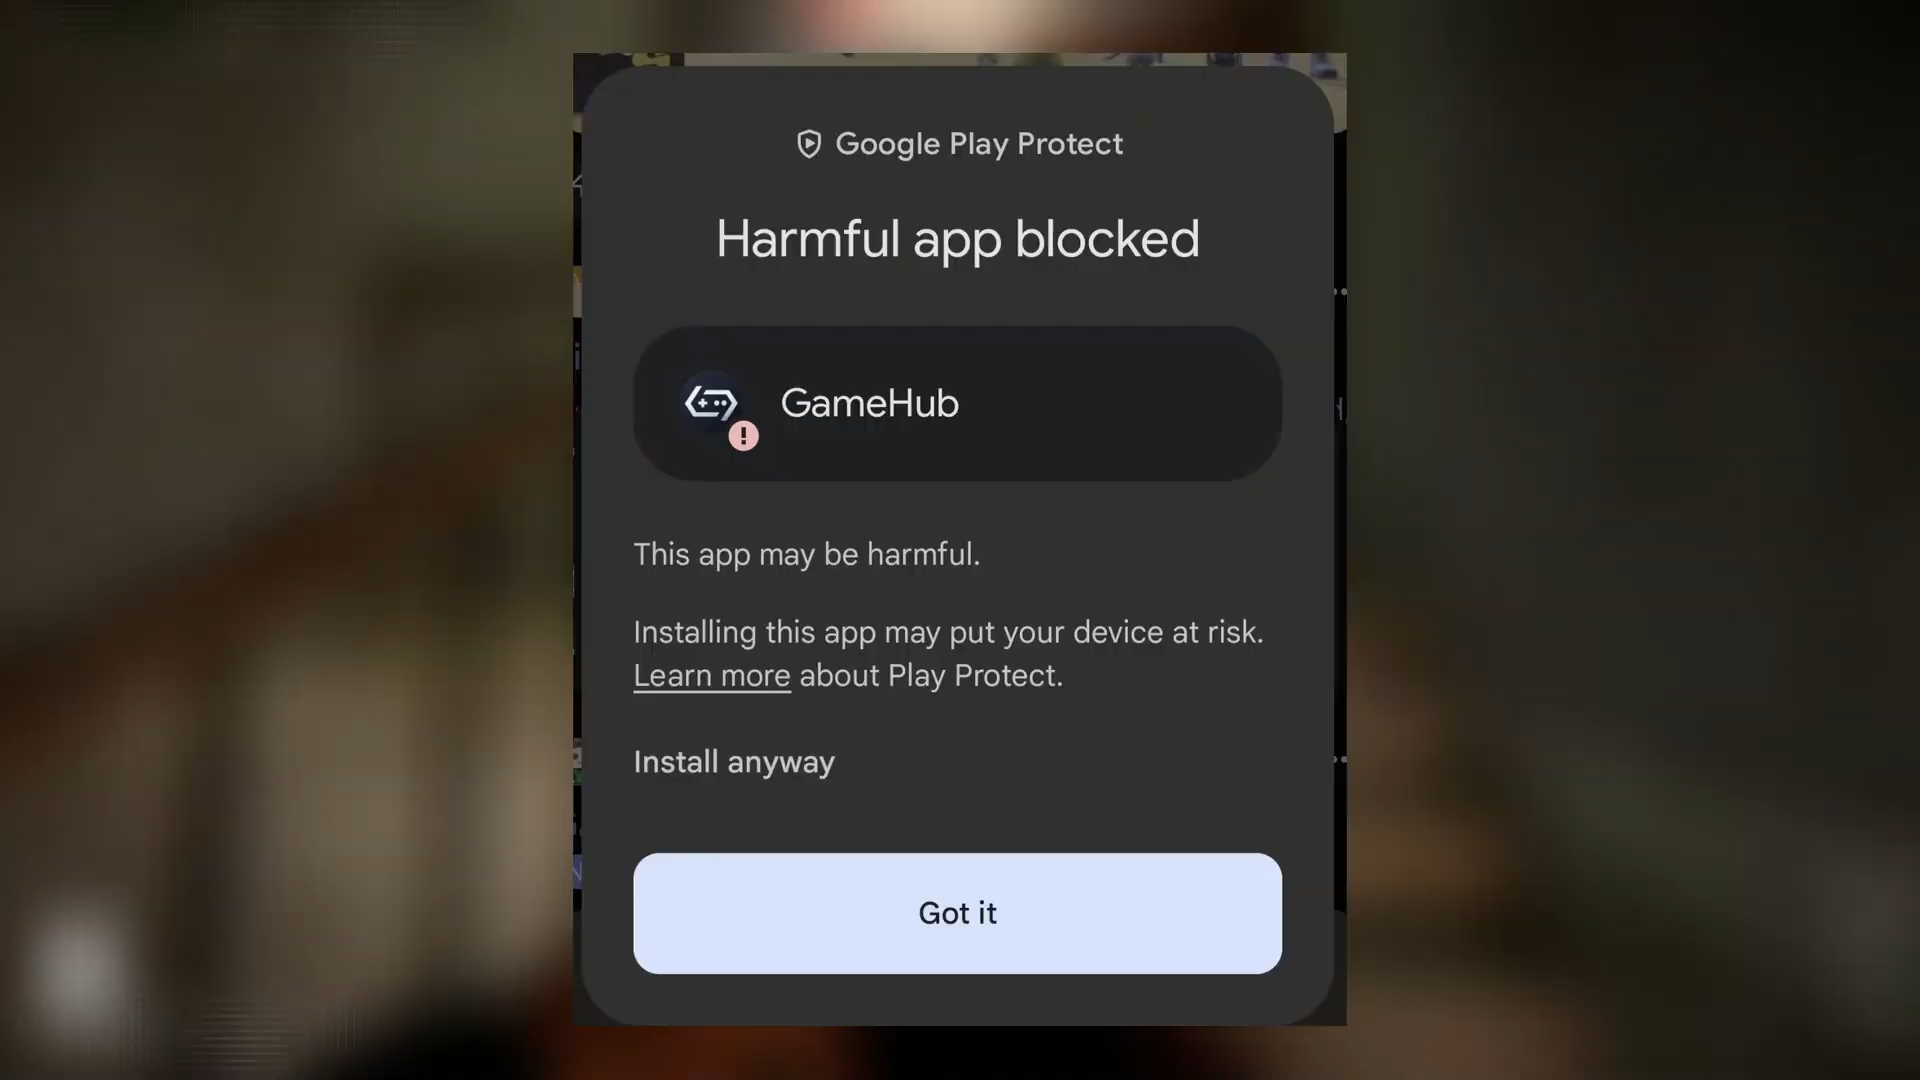 Google Play Protect
Harmful app blocked
GameHub
This app may be harmful.
Installing this app may put your device at risk.
Learn more about Play Protect.
Install anyway
Got it